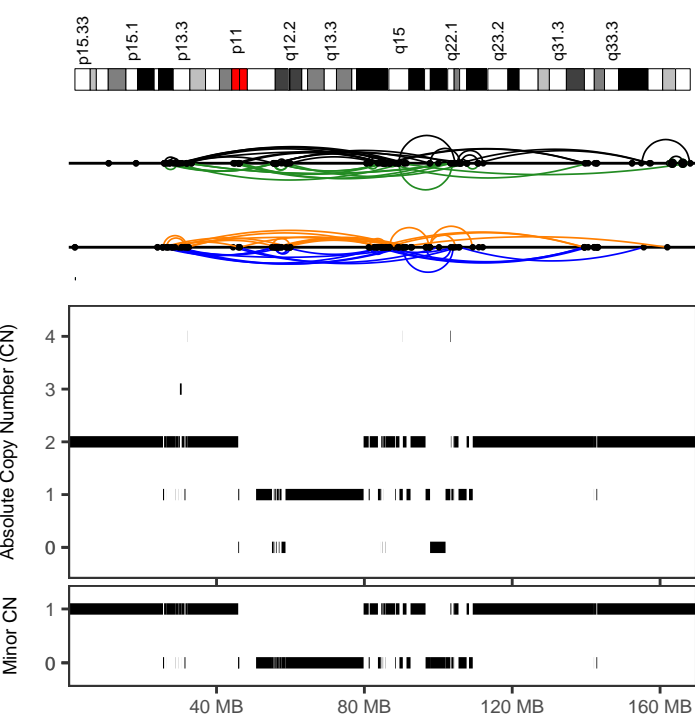 p15.33 p15.1 p13.3 p11 q12.2 q13.3 q15 q22.1 q23.2 q31.3 q33.3
Absolute Copy Number (CN)
4
3
2
1
0
Minor CN
1
0
40 MB 80 MB 120 MB 160 MB